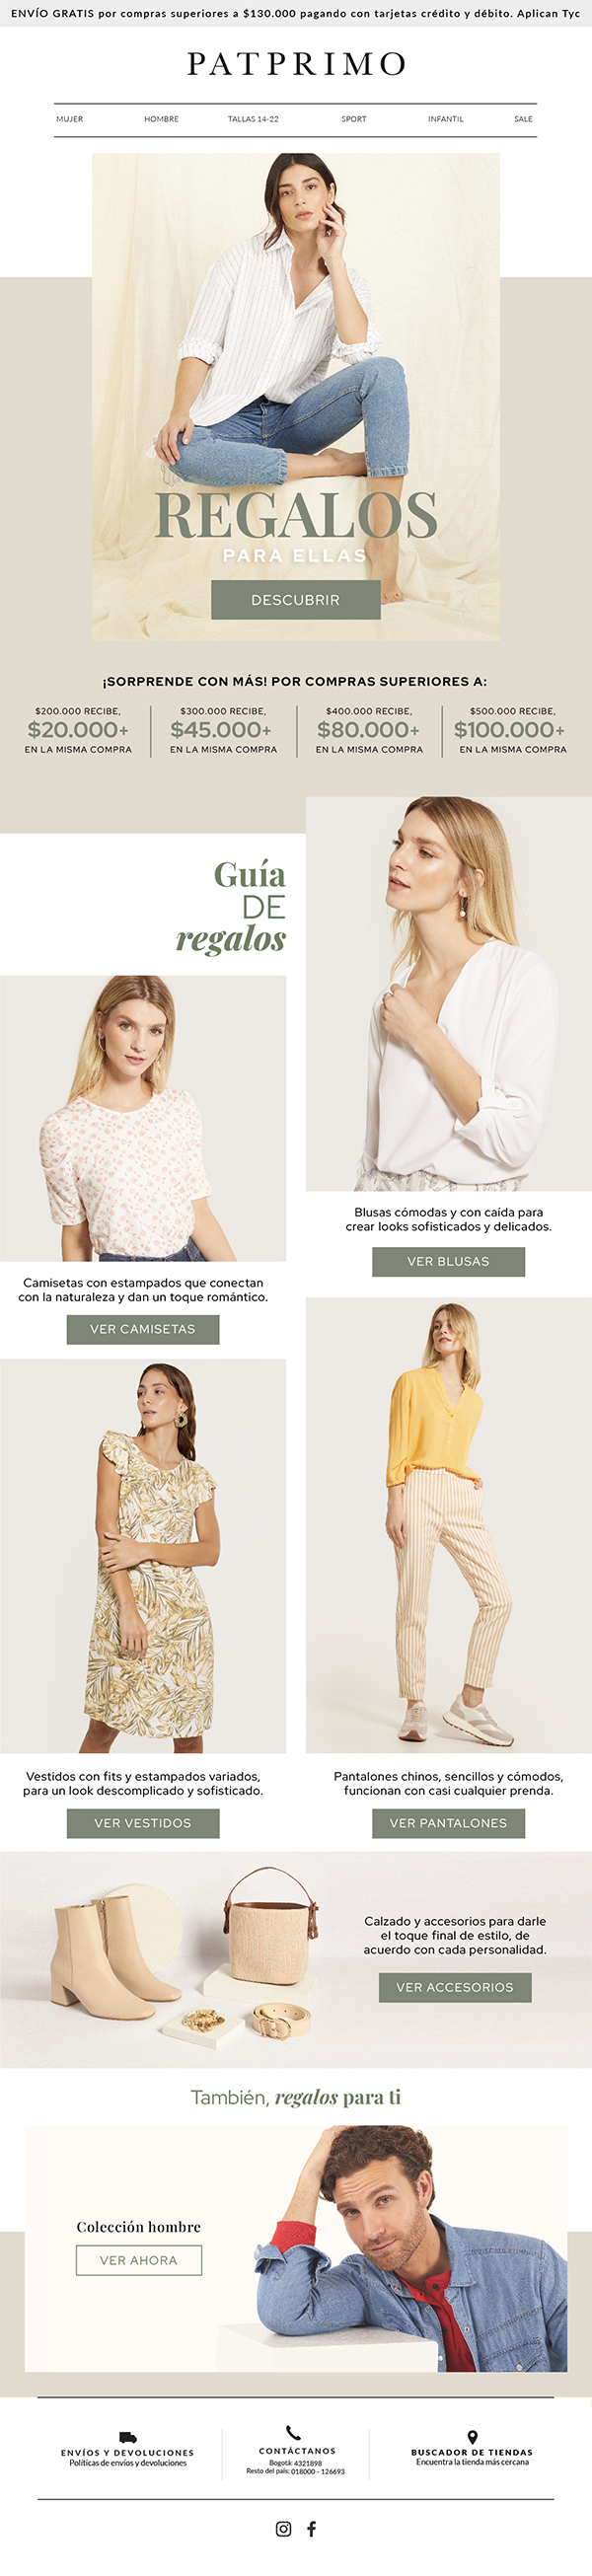 ENVÍO GRATIS por compras superiores a $130.000 pagando con tarjetas crédito y débito. Aplican Tyc
PATPRIMO
MUJER HOMBRE TALLAS 14-22 SPORT INFANTIL SALE
REGALOS
PARA ELLAS
DESCUBRIR
¡SORPRENDE CON MÁS! POR COMPRAS SUPERIORES A:
$200.000 RECIBE,
$20.000+
EN LA MISMA COMPRA
$300.000 RECIBE,
$45.000+
EN LA MISMA COMPRA
$400.000 RECIBE,
$80.000+
EN LA MISMA COMPRA
$500.000 RECIBE,
$100.000+
EN LA MISMA COMPRA
Guía
DE
regalos
Blusas cómodas y con caída para
crear looks sofisticados y delicados.
VER BLUSAS
Camisetas con estampados que conectan
con la naturaleza y dan un toque romántico.
VER CAMISETAS
Vestidos con fits y estampados variados,
para un look descomplicado y sofisticado.
VER VESTIDOS
Pantalones chinos, sencillos y cómodos,
funcionan con casi cualquier prenda.
VER PANTALONES
Calzado y accesorios para darle
el toque final de estilo, de
acuerdo con cada personalidad.
VER ACCESORIOS
También, regalos para ti
Colección hombre
VER AHORA
ENVÍOS Y DEVOLUCIONES
Políticas de envíos y devoluciones
CONTÁCTANOS
Bogotá: 4321898
Resto del país: 018000 - 126693
BUSCADOR DE TIENDAS
Encuentra la tienda más cercana